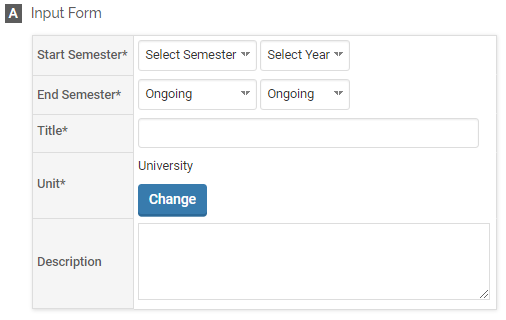 A Input Form
Start Semester* Select Semester Select Year
End Semester* Ongoing Ongoing
Title*
Unit* University
Change
Description